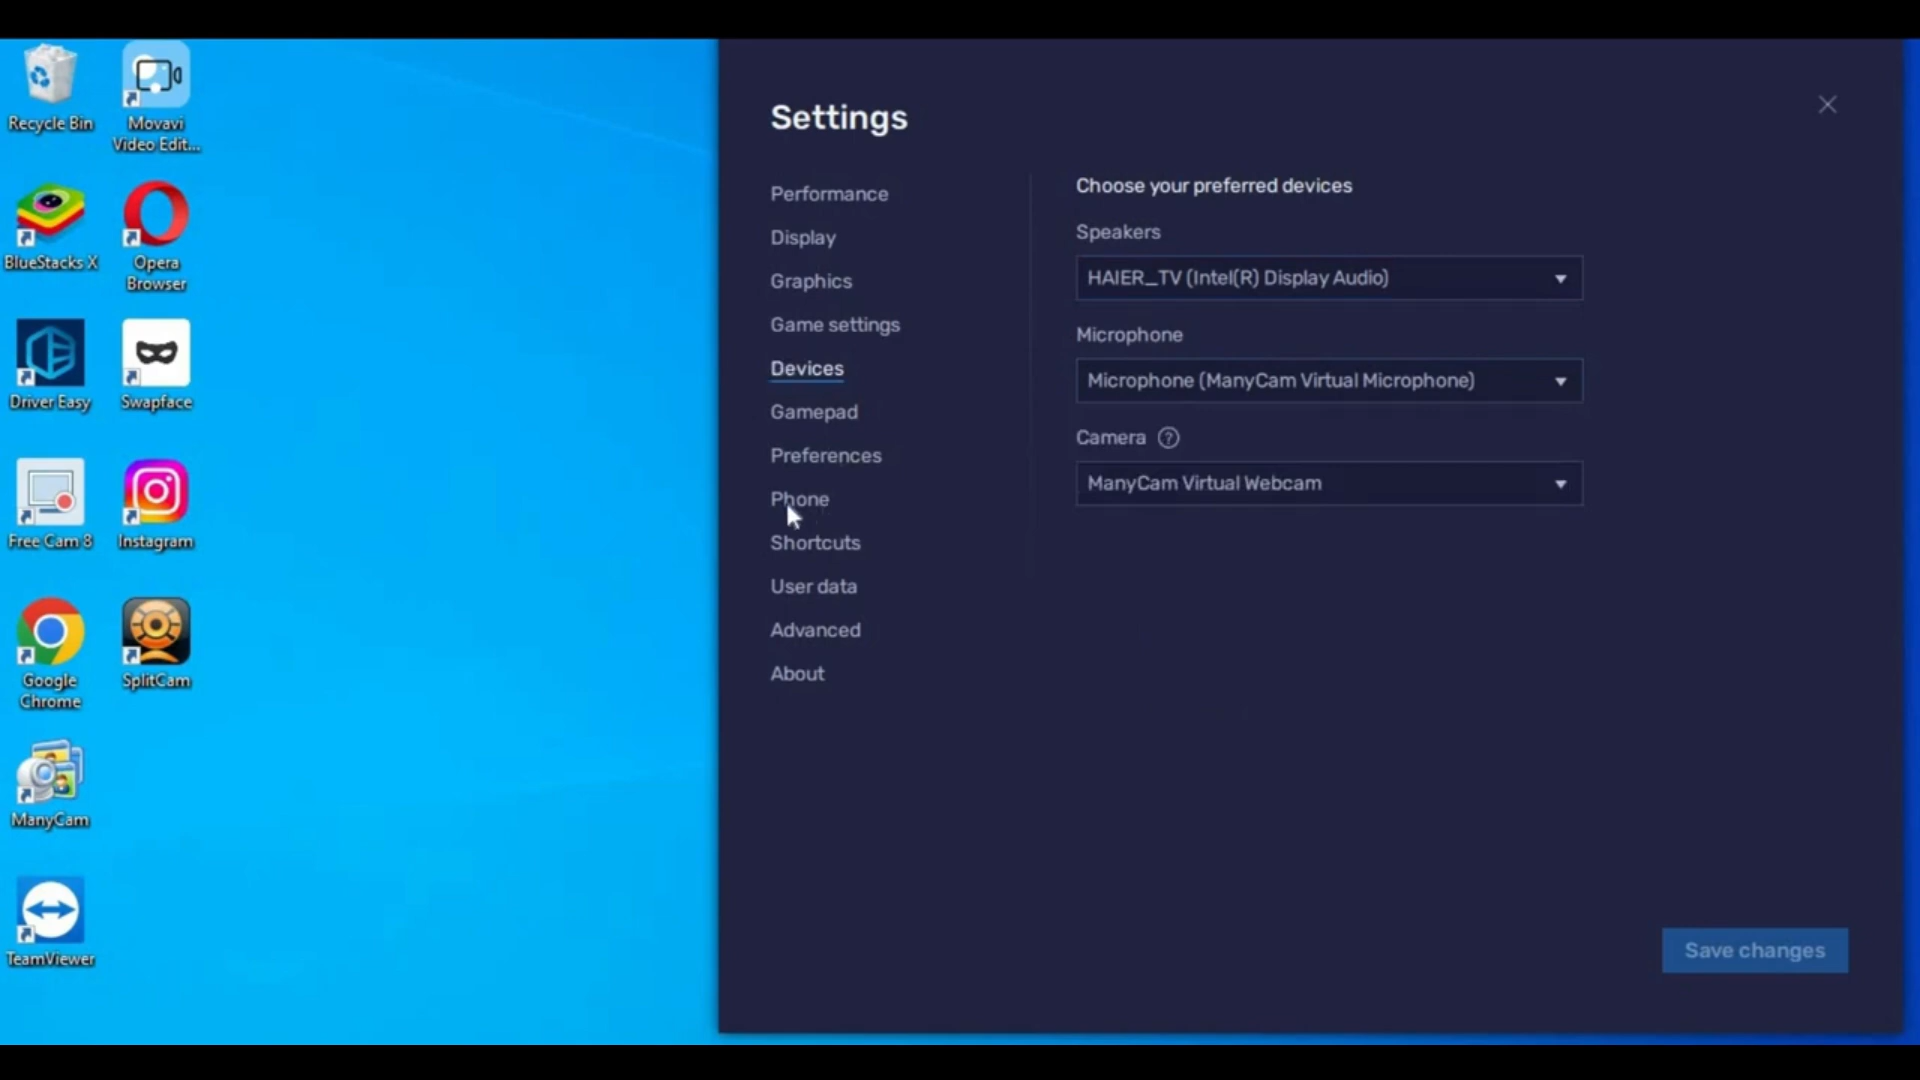 Recycle Bin
Movavi
Video Edit...
BlueStacks X
Opera
Browser
Driver Easy
Swapface
Free Cam 8
Instagram
Google
Chrome
SplitCam
ManyCam
TeamViewer
Settings
Performance
Display
Graphics
Game settings
Devices
Gamepad
Preferences
Phone
Shortcuts
User data
Advanced
About
Choose your preferred devices
Speakers
HAIER_TV (Intel(R) Display Audio)
Microphone
Microphone (ManyCam Virtual Microphone)
Camera ?
ManyCam Virtual Webcam
Save changes